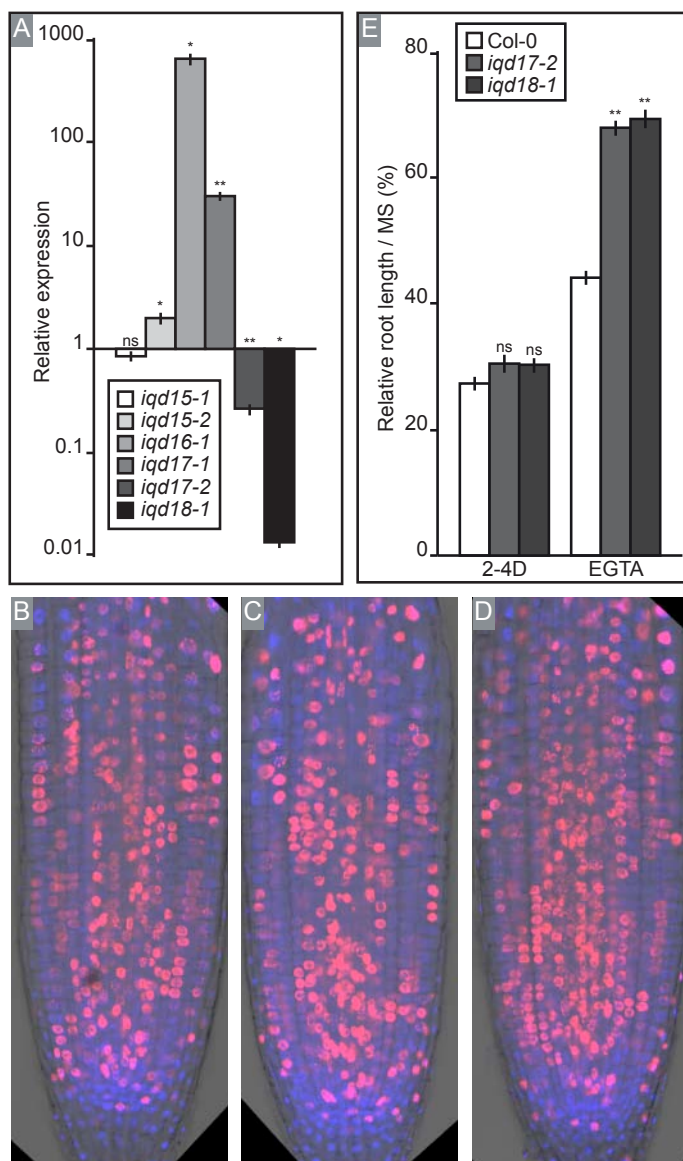 A
1000
100
10
1
0.1
0.01
Relative expression
ns
*
*
**
**
*
iqd15-1
iqd15-2
iqd16-1
iqd17-1
iqd17-2
iqd18-1
E
80
60
40
20
0
Relative root length / MS (%)
Col-0
iqd17-2
iqd18-1
ns
ns
**
**
2-4D
EGTA
B
C
D